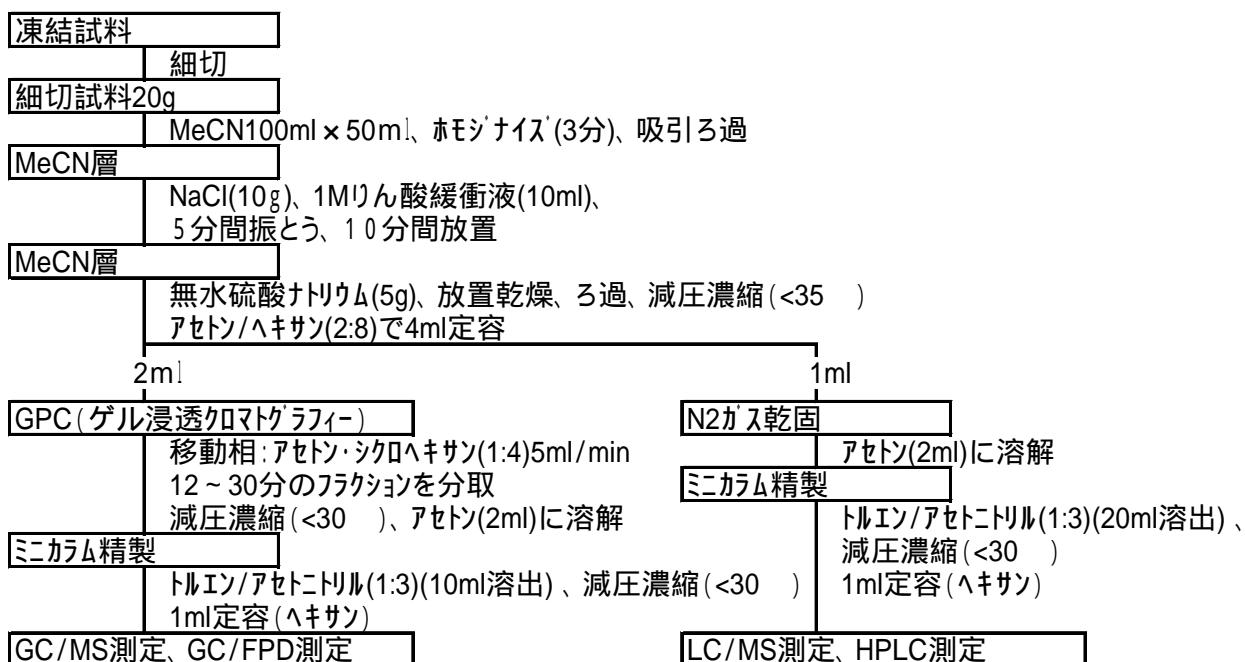 凍結試料
細切
細切試料20g
MeCN100ml×50ml、ﾎﾓｼﾞﾅｲｽﾞ(3分)、吸引ろ過
MeCN層
NaCl(10g)、1Mりん酸緩衝液(10ml)、
5分間振とう、10分間放置
MeCN層
無水硫酸ﾅﾄﾘｳﾑ(5g)、放置乾燥、ろ過、減圧濃縮(<35　)
ｱｾﾄﾝ/ﾍｷｻﾝ(2:8)で4ml定容
2ml
1ml
GPC(ゲル浸透ｸﾛﾏﾄｸﾞﾗﾌｨｰ)
移動相:ｱｾﾄﾝ･ｼｸﾛﾍｷｻﾝ(1:4)5ml/min
12～30分のﾌﾗｸｼｮﾝを分取
減圧濃縮(<30　)、ｱｾﾄﾝ(2ml)に溶解
ﾐﾆｶﾗﾑ精製
ﾄﾙｴﾝ/ｱｾﾄﾆﾄﾘﾙ(1:3)(10ml溶出)、減圧濃縮(<30　)
1ml定容(ﾍｷｻﾝ)
GC/MS測定、GC/FPD測定
N2ｶﾞｽ乾固
ｱｾﾄﾝ(2ml)に溶解
ﾐﾆｶﾗﾑ精製
ﾄﾙｴﾝ/ｱｾﾄﾆﾄﾘﾙ(1:3)(20ml溶出)、
減圧濃縮(<30　)
1ml定容(ﾍｷｻﾝ)
LC/MS測定、HPLC測定